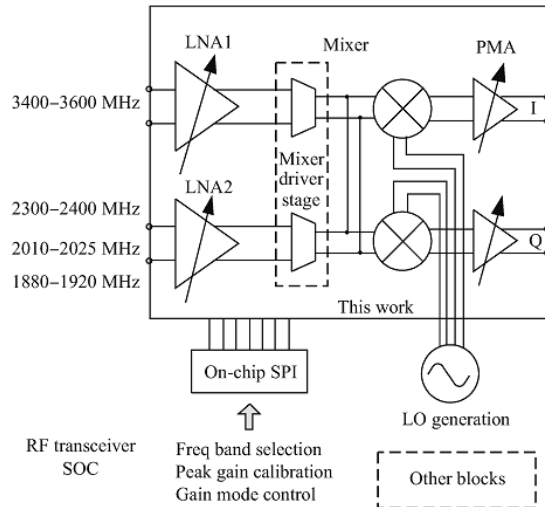 LNA1
Mixer
PMA
3400–3600 MHz
I
Mixer
driver
stage
LNA2
2300–2400 MHz
2010–2025 MHz
1880–1920 MHz
Q
This work
On-chip SPI
LO generation
RF transceiver
SOC
Freq band selection
Peak gain calibration
Gain mode control
Other blocks